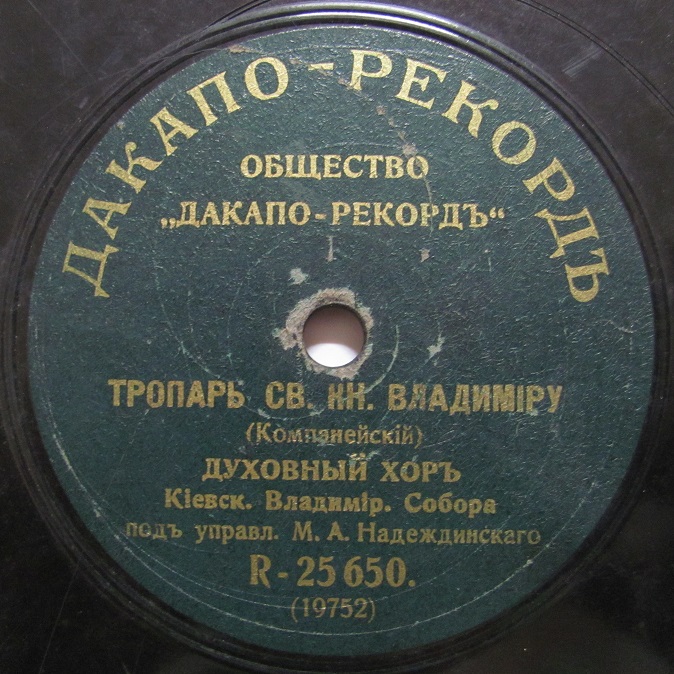 ДАКАПО-РЕКОРДЪ
ОБЩЕСТВО
„ДАКАПО-РЕКОРДЪ“
I
ТРОПАРЬ СВ. КН. ВЛАДИМІРУ
(Компанейскій)
ДУХОВНЫЙ ХОРЪ
Кіевск. Владимір. Собора
подъ управл. М. А. Надеждинскаго
R-25650.
(19752)